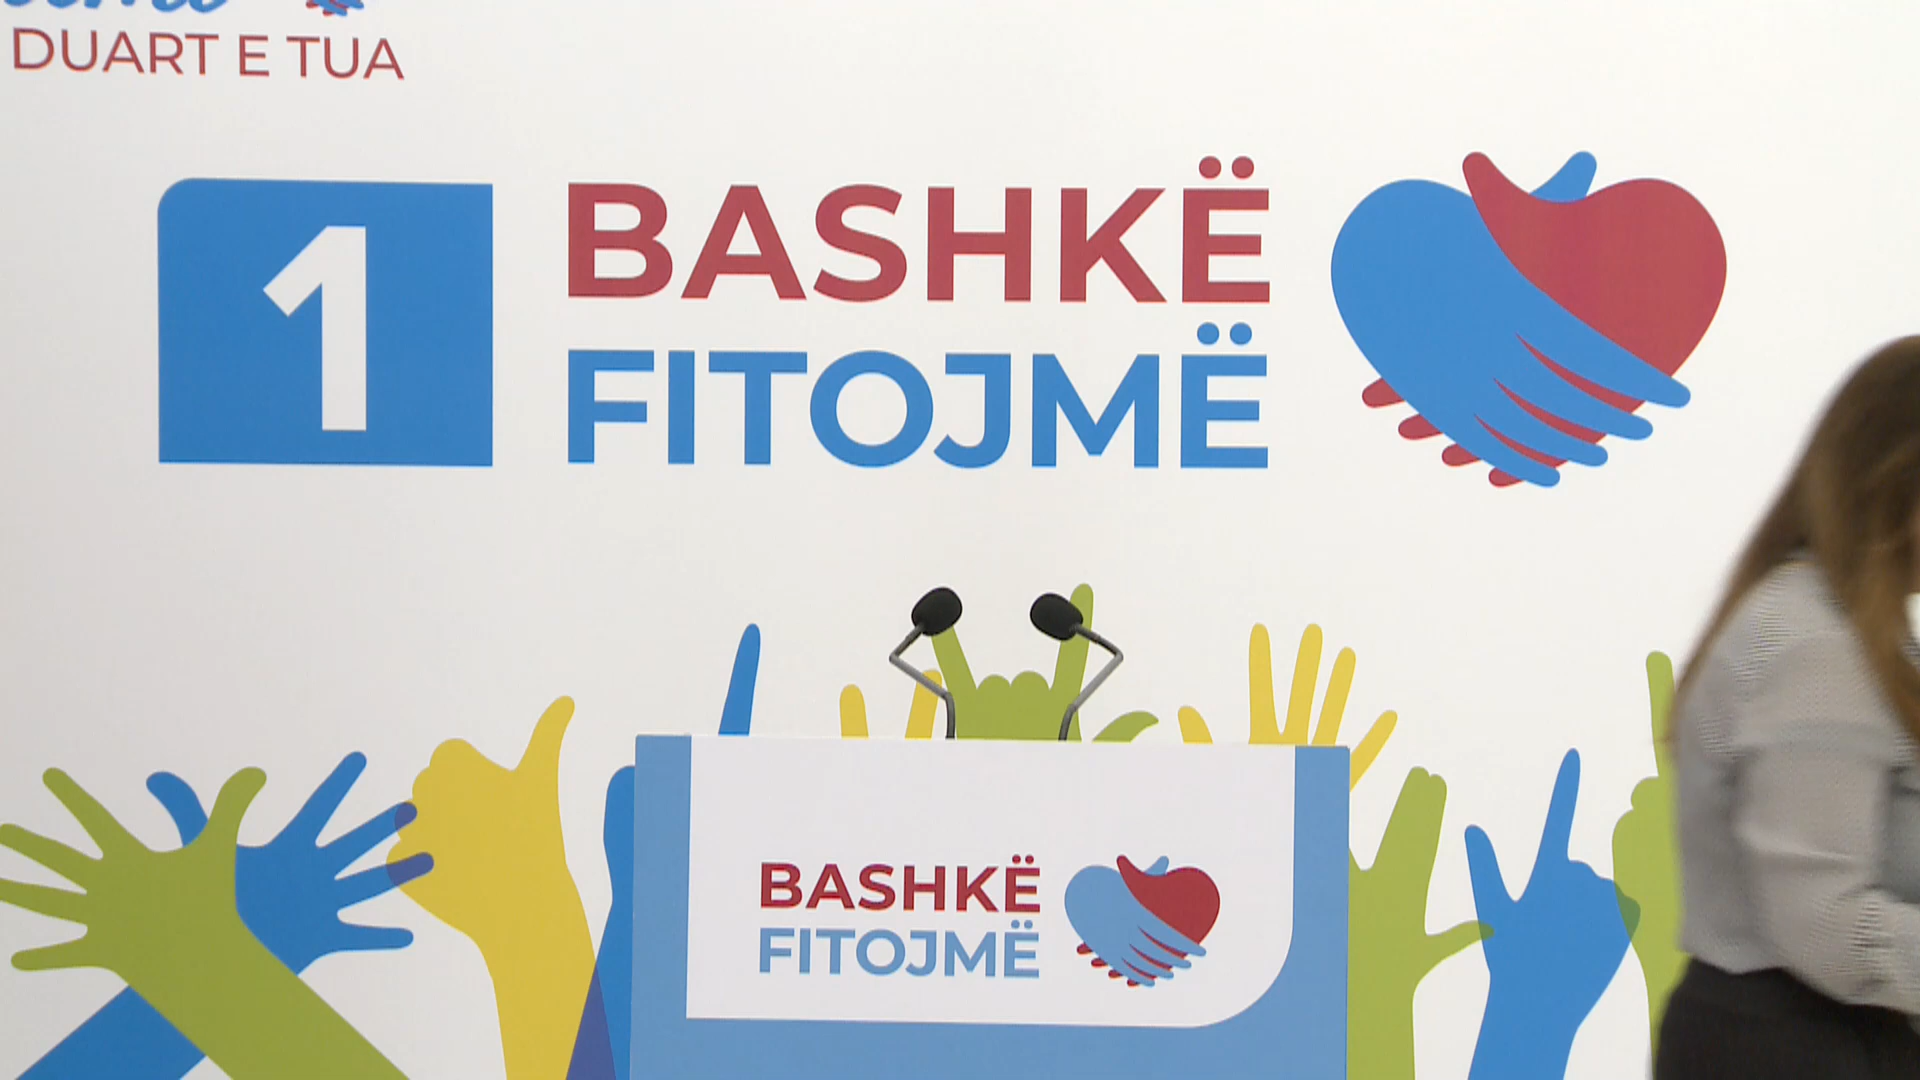 DUART E TUA
1
BASHKË
FITOJMË
BASHKË
FITOJMË